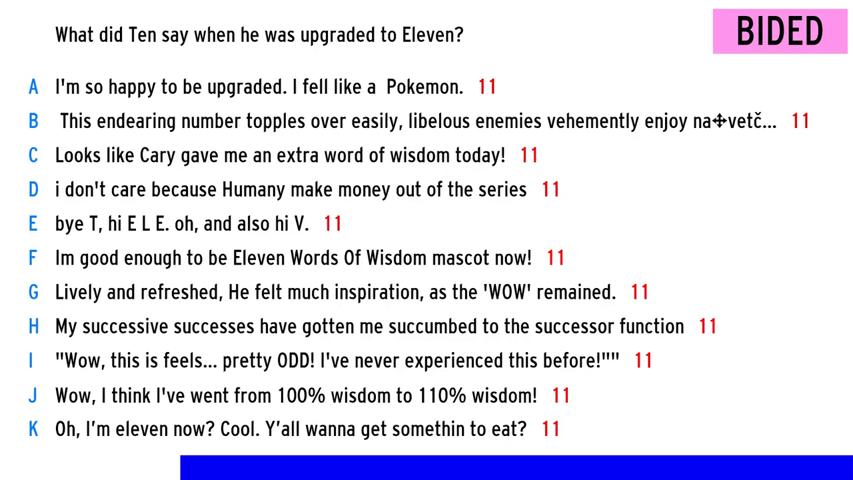 What did Ten say when he was upgraded to Eleven?
BIDED
A I'm so happy to be upgraded. I fell like a  Pokemon. 11
B This endearing number topples over easily, libelous enemies vehemently enjoy na✥vetč... 11
C Looks like Cary gave me an extra word of wisdom today! 11
D i don't care because Humany make money out of the series 11
E bye T, hi E L E. oh, and also hi V. 11
F Im good enough to be Eleven Words Of Wisdom mascot now! 11
G Lively and refreshed, He felt much inspiration, as the 'WOW' remained. 11
H My successive successes have gotten me succumbed to the successor function 11
I "Wow, this is feels... pretty ODD! I've never experienced this before!"" 11
J Wow, I think I've went from 100% wisdom to 110% wisdom! 11
K Oh, I’m eleven now? Cool. Y’all wanna get somethin to eat? 11